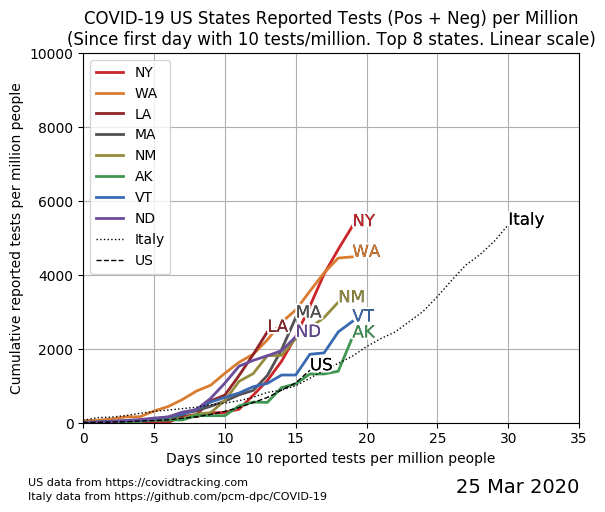 COVID-19 US States Reported Tests (Pos + Neg) per Million
(Since first day with 10 tests/million. Top 8 states. Linear scale)
Cumulative reported tests per million people
10000
8000
6000
4000
2000
0
NY
WA
LA
MA
NM
AK
VT
ND
Italy
US
NY
Italy
WA
NM
MA
VT
LA
ND
AK
US
0 5 10 15 20 25 30 35
Days since 10 reported tests per million people
US data from https://covidtracking.com
Italy data from https://github.com/pcm-dpc/COVID-19
25 Mar 2020